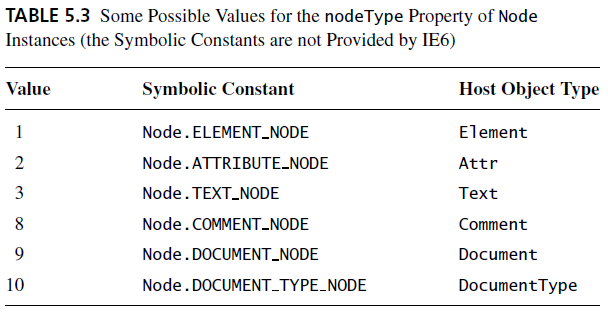 TABLE 5.3 Some Possible Values for the nodeType Property of Node
Instances (the Symbolic Constants are not Provided by IE6)
Value Symbolic Constant Host Object Type
1 Node.ELEMENT_NODE Element
2 Node.ATTRIBUTE_NODE Attr
3 Node.TEXT_NODE Text
8 Node.COMMENT_NODE Comment
9 Node.DOCUMENT_NODE Document
10 Node.DOCUMENT_TYPE_NODE DocumentType